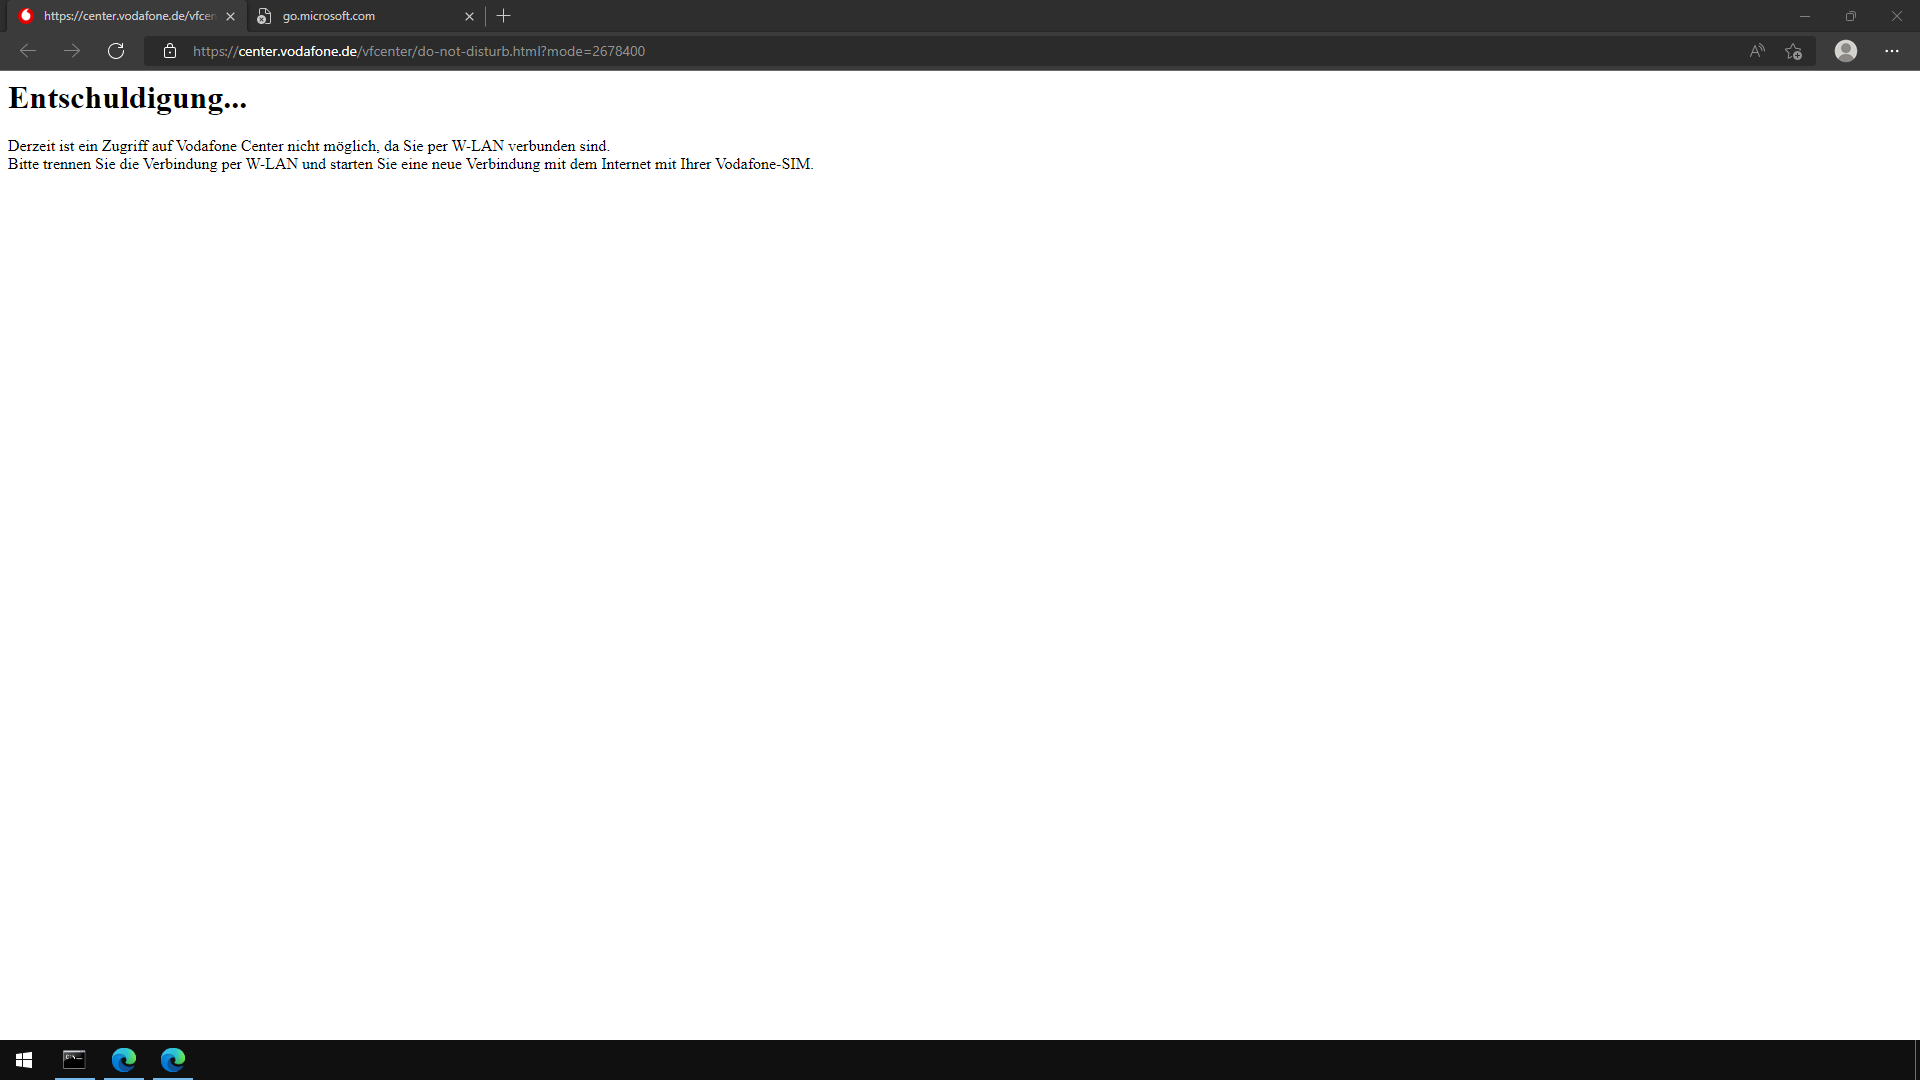 https://center.vodafone.de/vfcen
go.microsoft.com
https://center.vodafone.de/vfcenter/do-not-disturb.html?mode=2678400
Entschuldigung...
Derzeit ist ein Zugriff auf Vodafone Center nicht möglich, da Sie per W-LAN verbunden sind.
Bitte trennen Sie die Verbindung per W-LAN und starten Sie eine neue Verbindung mit dem Internet mit Ihrer Vodafone-SIM.